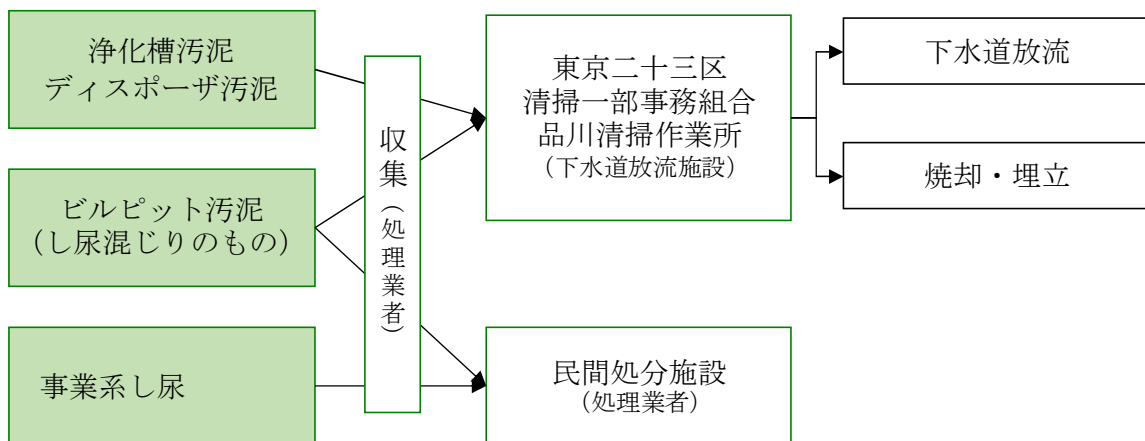 浄化槽汚泥
ディスポーザ汚泥
ビルピット汚泥
（し尿混じりのもの）
事業系し尿
収集（処理業者）
東京二十三区
清掃一部事務組合
品川清掃作業所
（下水道放流施設）
民間処分施設
（処理業者）
下水道放流
焼却・埋立